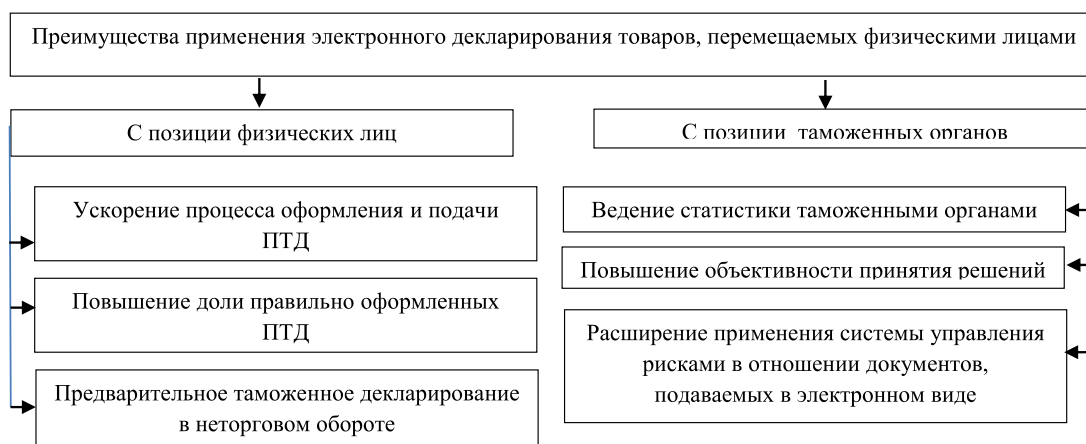 Преимущества применения электронного декларирования товаров, перемещаемых физическими лицами
С позиции физических лиц
С позиции таможенных органов
Ускорение процесса оформления и подачи
ПТД
Повышение доли правильно оформленных
ПТД
Предварительное таможенное декларирование
в неторговом обороте
Ведение статистики таможенными органами
Повышение объективности принятия решений
Расширение применения системы управления
рисками в отношении документов,
подаваемых в электронном виде